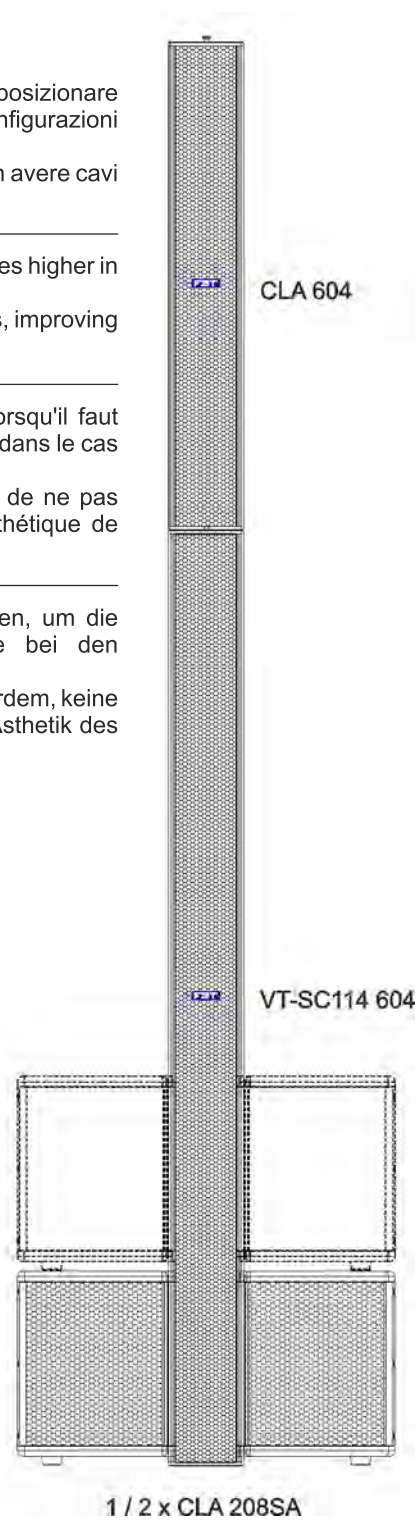 posizionare
nfigurazioni
n avere cavi
es higher in
s, improving
orsqu'il faut
dans le cas
de ne pas
thétique de
en, um die
e bei den
rdem, keine
Ästhetik des
CLA 604
VT-SC114 604
1 / 2 x CLA 208SA